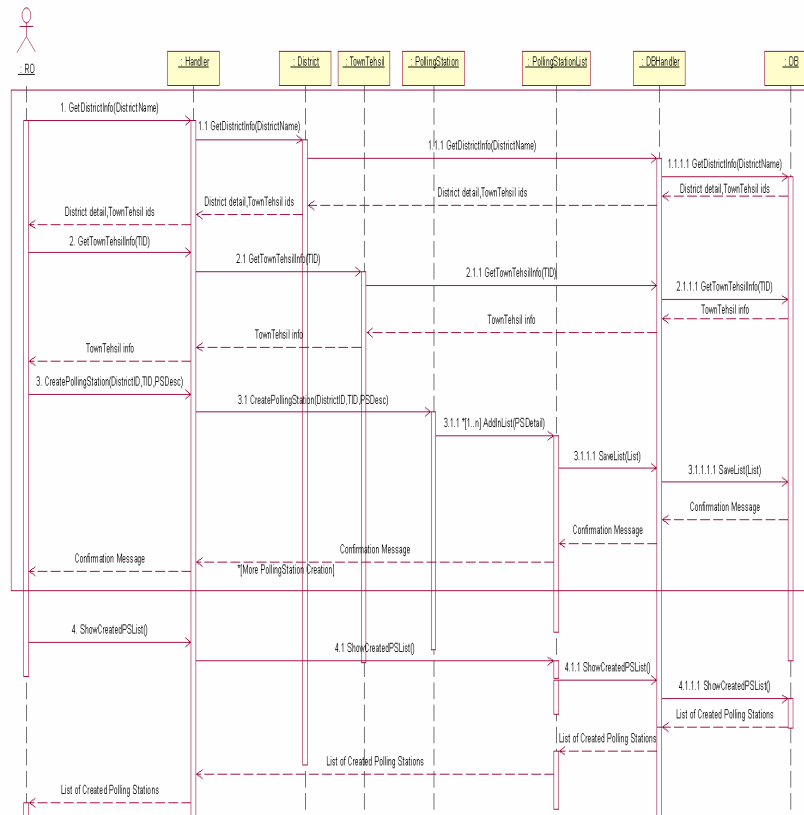 : RO
: Handler
: District
: TownTehsil
: PollingStation
: PollingStationList
: DBHandler
: DB
1. GetDistrictInfo(DistrictName)
1.1 GetDistrictInfo(DistrictName)
1.1.1 GetDistrictInfo(DistrictName)
1.1.1.1 GetDistrictInfo(DistrictName)
District detail,TownTehsil ids
District detail,TownTehsil ids
District detail,TownTehsil ids
District detail,TownTehsil ids
2. GetTownTehsilInfo(TID)
2.1 GetTownTehsilInfo(TID)
2.1.1 GetTownTehsilInfo(TID)
2.1.1.1 GetTownTehsilInfo(TID)
TownTehsil info
TownTehsil info
TownTehsil info
TownTehsil info
3. CreatePollingStation(DistrictID,TID,PSDesc)
3.1 CreatePollingStation(DistrictID,TID,PSDesc)
3.1.1 *[1..n] AddInList(PSDetail)
3.1.1.1 SaveList(List)
3.1.1.1.1 SaveList(List)
Confirmation Message
Confirmation Message
Confirmation Message
Confirmation Message
*[More PollingStation Creation]
4. ShowCreatedPSList()
4.1 ShowCreatedPSList()
4.1.1 ShowCreatedPSList()
4.1.1.1 ShowCreatedPSList()
List of Created Polling Stations
List of Created Polling Stations
List of Created Polling Stations
List of Created Polling Stations